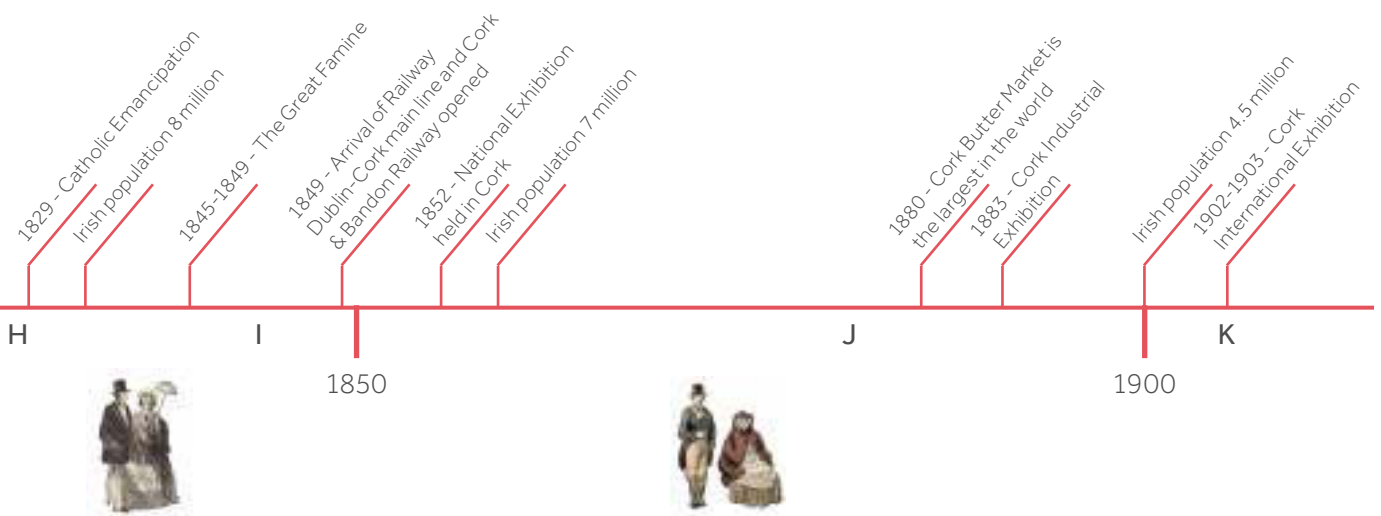 1829 - Catholic Emancipation
Irish population 8 million
1845-1849 - The Great Famine
1849 - Arrival of Railway
Dublin-Cork main line and Cork
& Bandon Railway opened
1852 - National Exhibition
held in Cork
Irish population 7 million
1880 - Cork Butter Market is
the largest in the world
1883 - Cork Industrial
Exhibition
Irish population 4.5 million
1902-1903 - Cork
International Exhibition
H
I
J
K
1850
1900